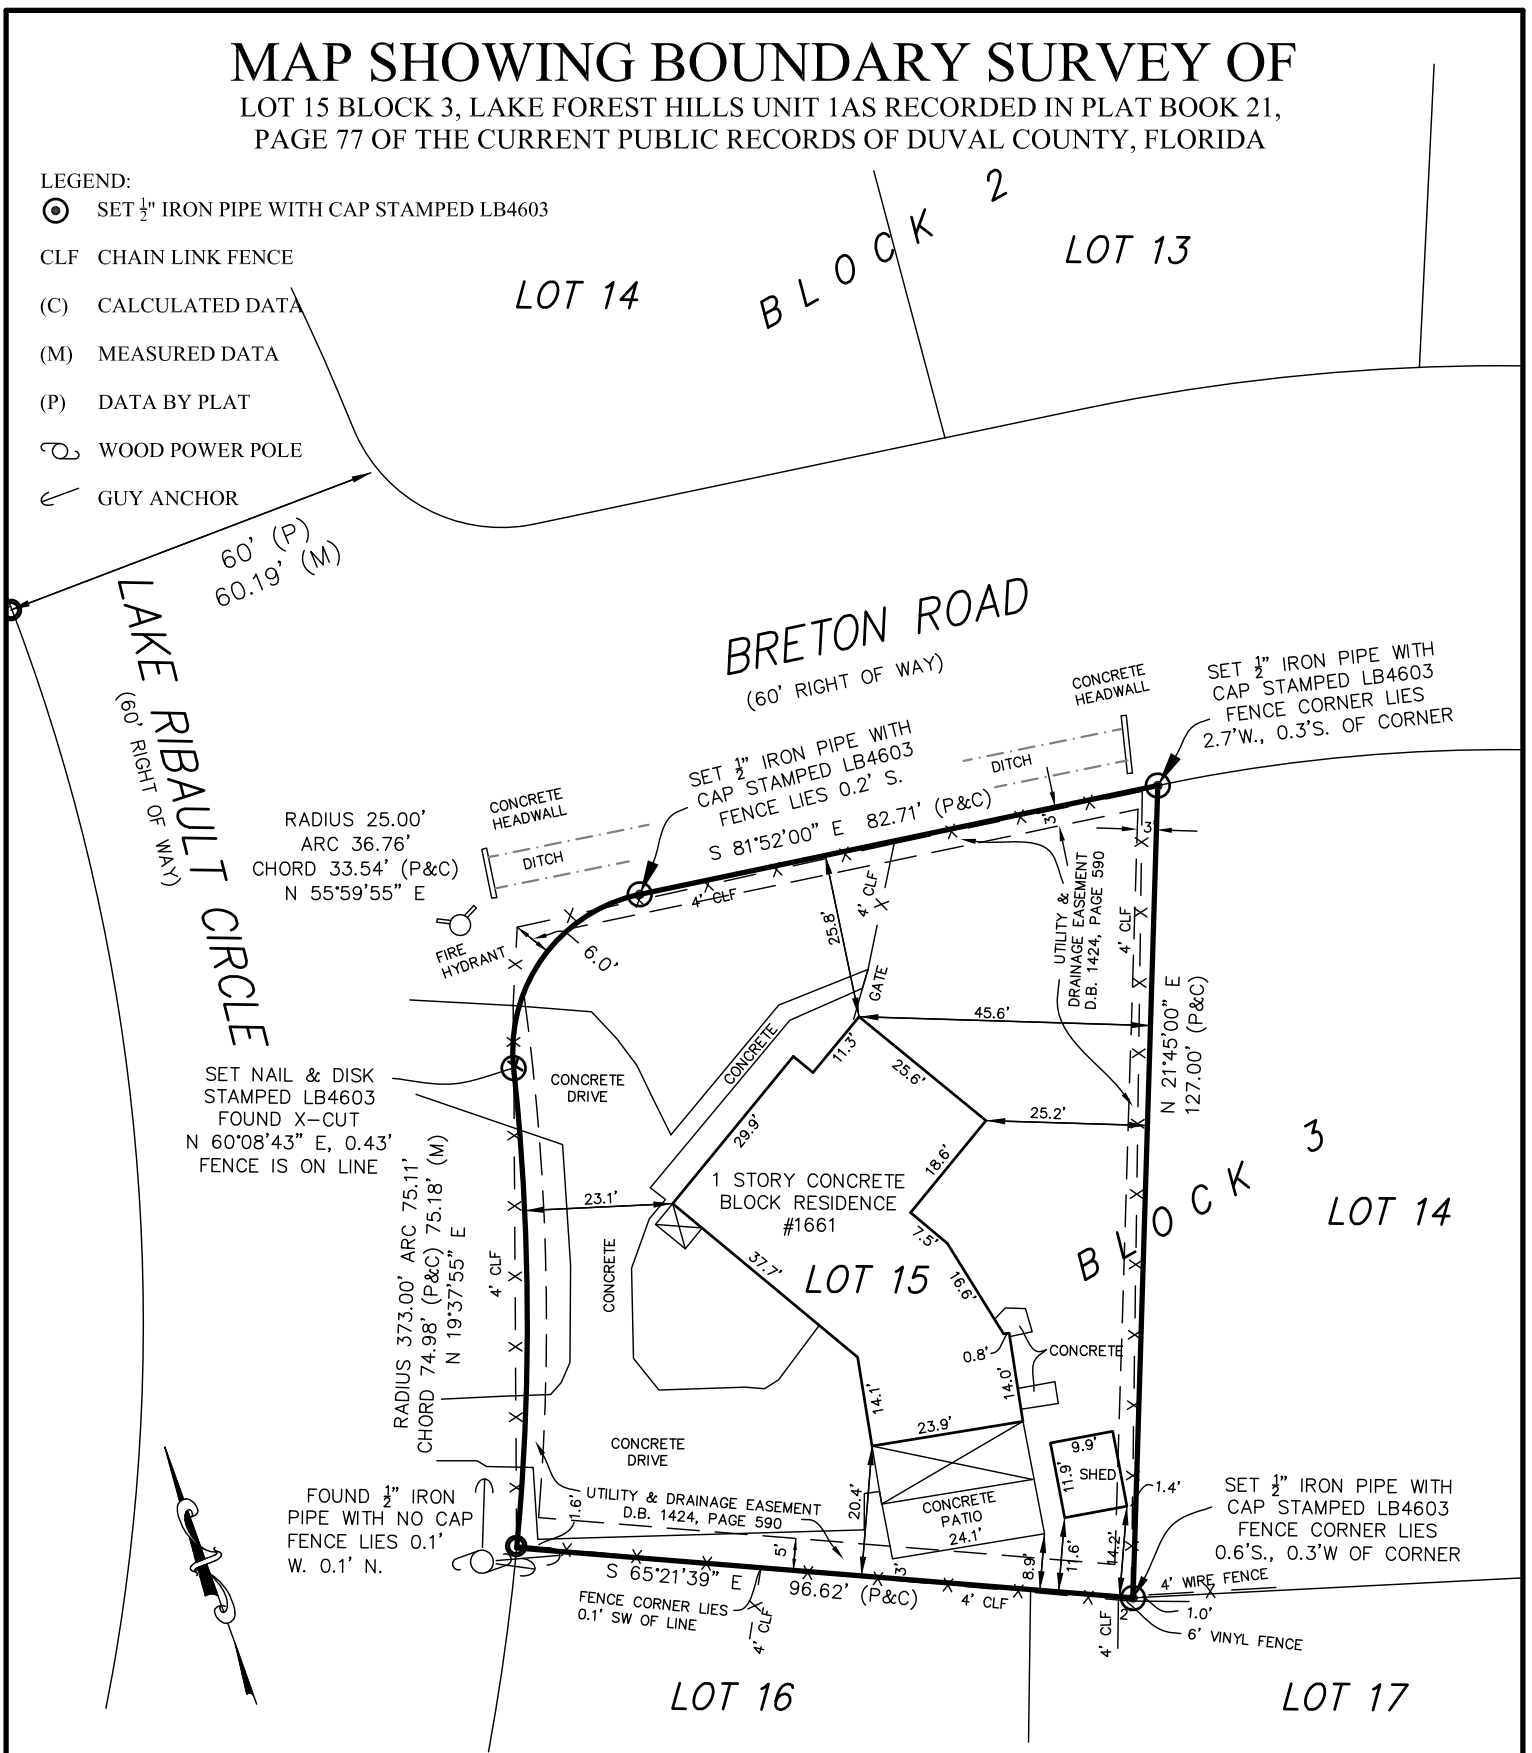 MAP SHOWING BOUNDARY SURVEY OF
LOT 15 BLOCK 3, LAKE FOREST HILLS UNIT 1AS RECORDED IN PLAT BOOK 21,
PAGE 77 OF THE CURRENT PUBLIC RECORDS OF DUVAL COUNTY, FLORIDA
LEGEND:
SET ½" IRON PIPE WITH CAP STAMPED LB4603
CLF CHAIN LINK FENCE
(C) CALCULATED DATA
(M) MEASURED DATA
(P) DATA BY PLAT
WOOD POWER POLE
GUY ANCHOR
LOT 14
BLOCK 2
LOT 13
60' (P)
60.19' (M)
LAKE RIBAULT CIRCLE
(60' RIGHT OF WAY)
BRETON ROAD
(60' RIGHT OF WAY)
CONCRETE
HEADWALL
SET ½" IRON PIPE WITH
CAP STAMPED LB4603
FENCE CORNER LIES
2.7'W., 0.3'S. OF CORNER
SET ½" IRON PIPE WITH
CAP STAMPED LB4603
FENCE LIES 0.2' S.
DITCH
S 81°52'00" E 82.71' (P&C)
RADIUS 25.00'
ARC 36.76'
CHORD 33.54' (P&C)
N 55°59'55" E
CONCRETE
HEADWALL
DITCH
4' CLF
4' CLF
3'
3'
FIRE
HYDRANT
6.0'
25.8'
GATE
UTILITY &
DRAINAGE EASEMENT
D.B. 1424, PAGE 590
4' CLF
N 21°45'00" E
127.00' (P&C)
45.6'
CONCRETE
11.3'
25.6'
SET NAIL & DISK
STAMPED LB4603
FOUND X-CUT
N 60°08'43" E, 0.43'
FENCE IS ON LINE
CONCRETE
DRIVE
29.9'
25.2'
18.6'
23.1'
1 STORY CONCRETE
BLOCK RESIDENCE
#1661
7.5'
BLOCK 3
LOT 14
RADIUS 373.00' ARC 75.11'
CHORD 74.98' (P&C) 75.18' (M)
N 19°37'55" E
4' CLF
CONCRETE
37.7'
LOT 15
16.6'
0.8'
CONCRETE
14.1'
14.0'
23.9'
CONCRETE
DRIVE
9.9'
11.9'
SHED
1.4'
FOUND ½" IRON
PIPE WITH NO CAP
FENCE LIES 0.1'
W. 0.1' N.
1.6'
UTILITY & DRAINAGE EASEMENT
D.B. 1424, PAGE 590
20.4'
CONCRETE
PATIO
24.1'
SET ½" IRON PIPE WITH
CAP STAMPED LB4603
FENCE CORNER LIES
0.6'S., 0.3'W OF CORNER
5'
3'
8.9'
11.6'
14.2'
S 65°21'39" E
96.62' (P&C)
4' CLF
FENCE CORNER LIES
0.1' SW OF LINE
4' CLF
4' CLF
2'
4' WIRE FENCE
1.0'
6' VINYL FENCE
LOT 16
LOT 17